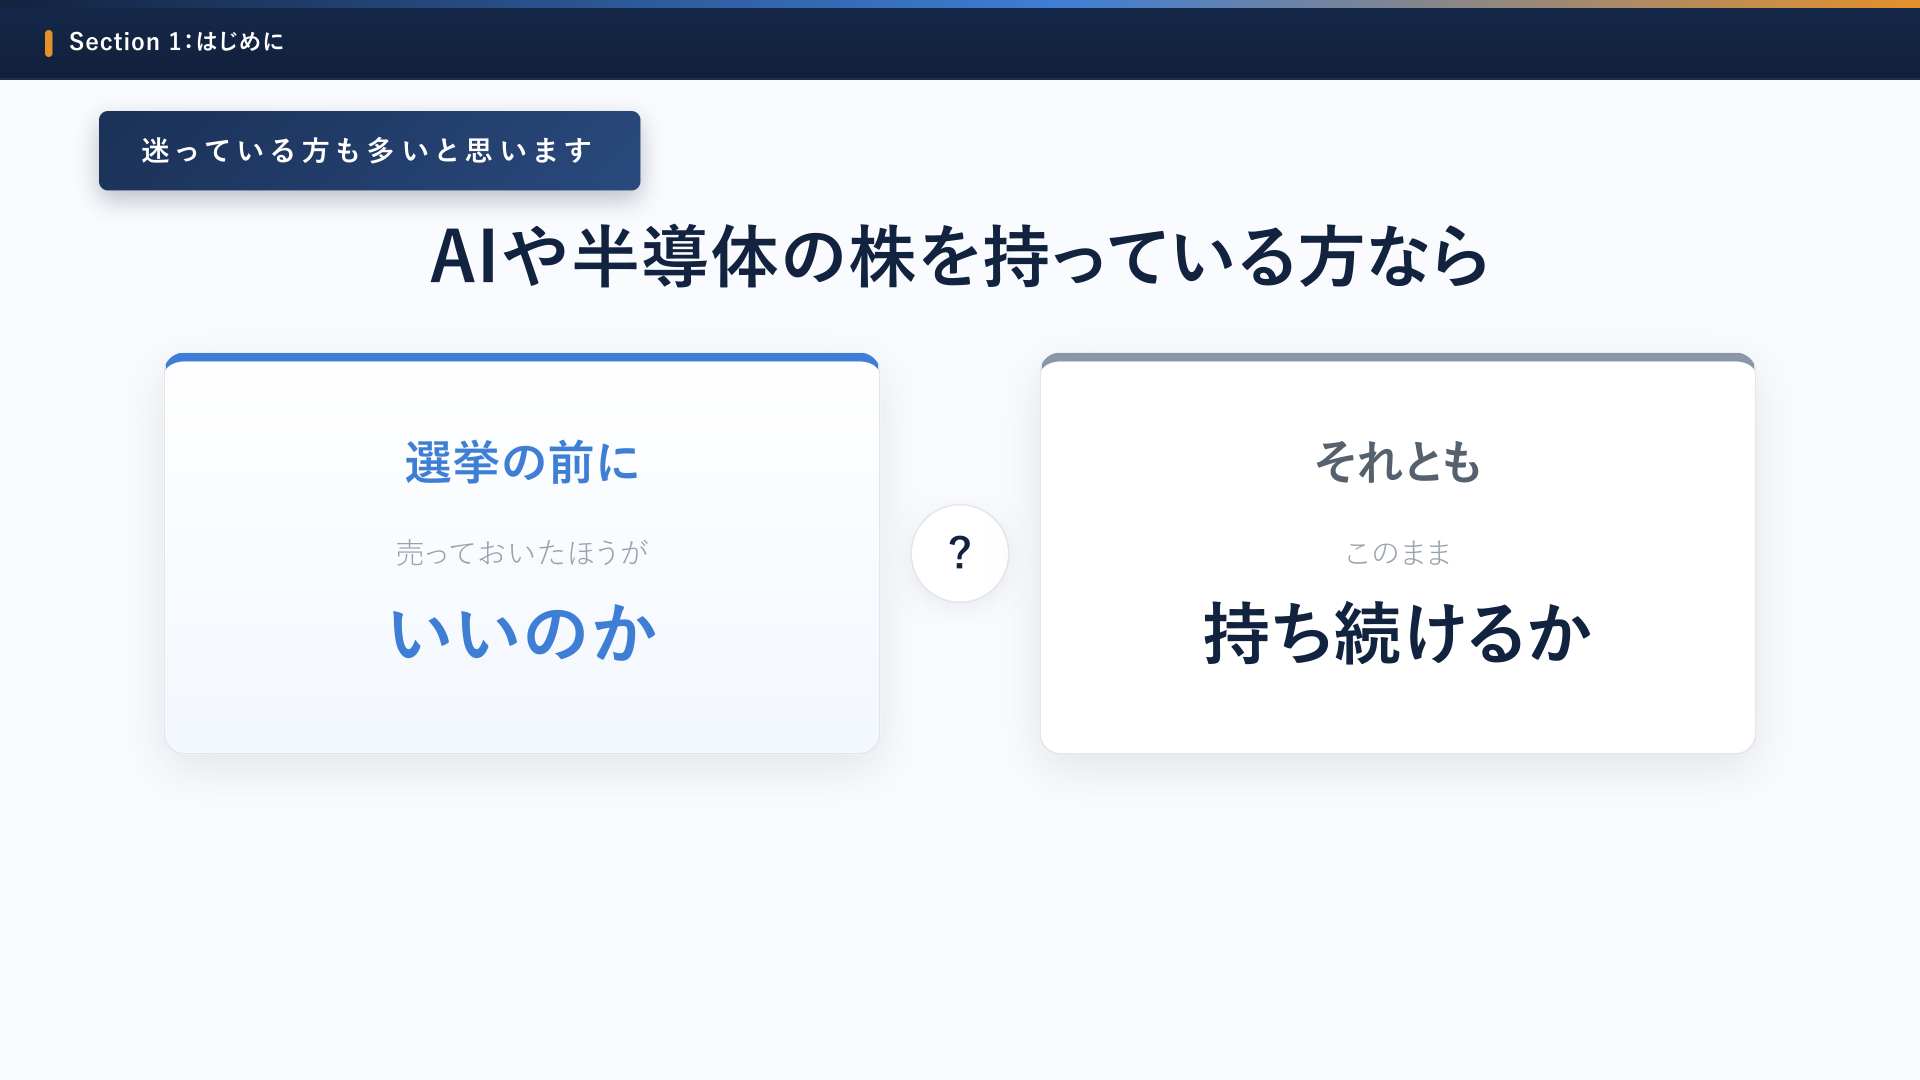 Section 1：はじめに
迷っている方も多いと思います
AIや半導体の株を持っている方なら
選挙の前に
売っておいたほうが
いいのか
?
それとも
このまま
持ち続けるか